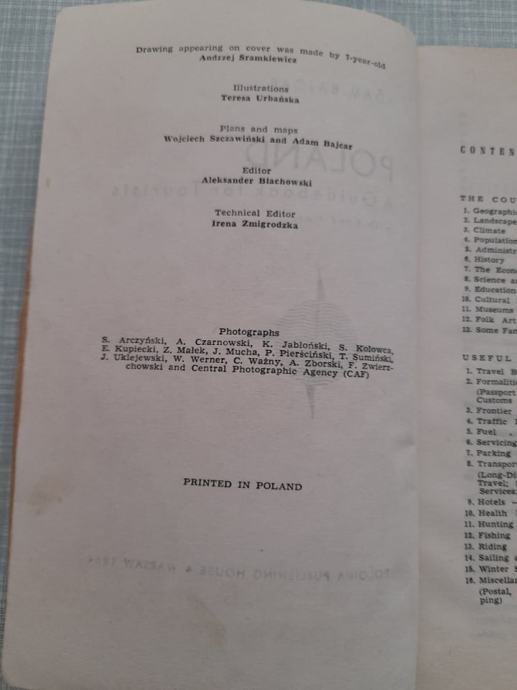 Drawing appearing on cover was made by 7-year-old
Andrzej Sramkiewicz
Illustrations
Teresa Urbańska
Plans and maps
Wojciech Szczawiński and Adam Bajcar
Editor
Aleksander Błachowski
Technical Editor
Irena Zmigrodzka
Photographs
S. Arczyński, A. Czarnowski, K. Jabłoński, S. Kolowca,
E. Kupiecki, Z. Małek, J. Mucha, P. Pierściński, T. Sumiński,
J. Uklejewski, W. Werner, C. Ważny, A. Zborski, F. Zwierz-
chowski and Central Photographic Agency (CAF)
PRINTED IN POLAND
CONTEN
THE COU
1. Geographi
2. Landscape
3. Climate
4. Population
5. Administr
6. History
7. The Econ
8. Science a
9. Education
10. Cultural
11. Museums
12. Folk Art
13. Some Fam
USEFUL
1. Travel B
2. Formaliti
(Passport
Customs
3. Frontier
4. Traffic
5. Fuel
6. Servicing
7. Parking
8. Transpor
(Long-Di
Travel;
Services
9. Hotels
10. Health
11. Hunting
12. Fishing
13. Riding
14. Sailing
15. Winter S
16. Miscella
(Postal,
ping)